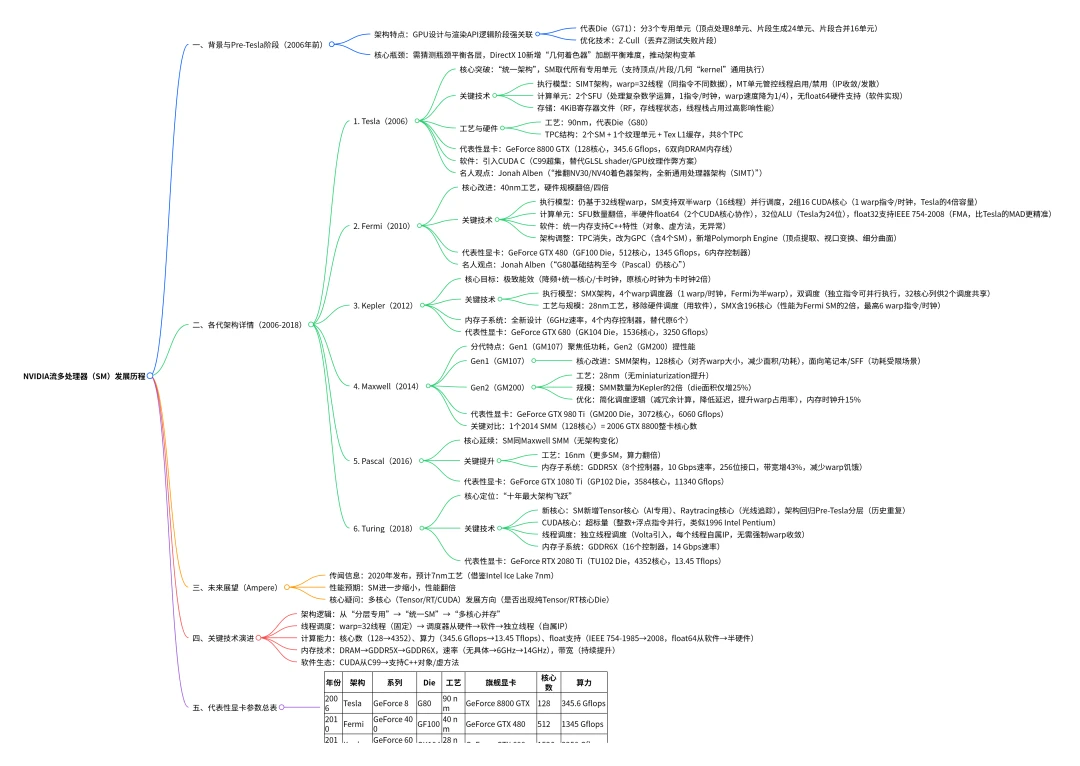 NVIDIA流多处理器（SM）发展历程
一、背景与Pre-Tesla阶段（2006年前）
架构特点：GPU设计与渲染API逻辑阶段强关联
代表Die（G71）：分3个专用单元（顶点处理8单元、片段生成24单元、片段合并16单元）
优化技术：Z-Cull（丢弃Z测试失败片段）
核心瓶颈：需猜测瓶颈平衡各层，DirectX 10新增“几何着色器”加剧平衡难度，推动架构变革
二、各代架构详情（2006-2018）
1. Tesla（2006）
核心突破：“统一架构”，SM取代所有专用单元（支持顶点/片段/几何“kernel”通用执行）
关键技术
执行模型：SIMT架构，warp=32线程（同指令不同数据），MT单元管控线程启用/禁用（IP收敛/发散）
计算单元：2个SFU（处理复杂数学运算，1指令/时钟，warp速度降为1/4），无float64硬件支持（软件实现）
存储：4KiB寄存器文件（RF，存线程状态，线程栈占用过高影响性能）
工艺与硬件
工艺：90nm，代表Die（G80）
TPC结构：2个SM + 1个纹理单元 + Tex L1缓存，共8个TPC
代表性显卡：GeForce 8800 GTX（128核心，345.6 Gflops，6双向DRAM内存线）
软件：引入CUDA C（C99超集，替代GLSL shader/GPU纹理作弊方案）
名人观点：Jonah Alben（“推翻NV30/NV40着色器架构，全新通用处理器架构（SIMT）”）
2. Fermi（2010）
核心改进：40nm工艺，硬件规模翻倍/四倍
关键技术
执行模型：仍基于32线程warp，SM支持双半warp（16线程）并行调度，2组16 CUDA核心（1 warp指令/时钟，Tesla的4倍容量）
计算单元：SFU数量翻倍，半硬件float64（2个CUDA核心协作），32位ALU（Tesla为24位），float32支持IEEE 754-2008（FMA，比Tesla的MAD更精准）
软件：统一内存支持C++特性（对象、虚方法，无异常）
架构调整：TPC消失，改为GPC（含4个SM），新增Polymorph Engine（顶点提取、视口变换、细分曲面）
代表性显卡：GeForce GTX 480（GF100 Die，512核心，1345 Gflops，6内存控制器）
名人观点：Jonah Alben（“G80基础结构至今（Pascal）仍核心”）
3. Kepler（2012）
核心目标：极致能效（降频+统一核心/卡时钟，原核心时钟为卡时钟2倍）
关键技术
执行模型：SMX架构，4个warp调度器（1 warp/时钟，Fermi为半warp），双调度（独立指令可并行执行，32核心列供2个调度共享）
工艺与规模：28nm工艺，移除硬件调度（用软件），SMX含196核心（性能为Fermi SM的2倍，最高6 warp指令/时钟）
内存子系统：全新设计（6GHz速率，4个内存控制器，替代原6个）
代表性显卡：GeForce GTX 680（GK104 Die，1536核心，3250 Gflops）
4. Maxwell（2014）
分代特点：Gen1（GM107）聚焦低功耗，Gen2（GM200）提性能
Gen1（GM107）
核心改进：SMM架构，128核心（对齐warp大小，减少面积/功耗），面向笔记本/SFF（功耗受限场景）
Gen2（GM200）
工艺：28nm（无miniaturization提升）
规模：SMM数量为Kepler的2倍（die面积仅增25%）
优化：简化调度逻辑（减冗余计算，降低延迟，提升warp占用率），内存时钟升15%
代表性显卡：GeForce GTX 980 Ti（GM200 Die，3072核心，6060 Gflops）
关键对比：1个2014 SMM（128核心）= 2006 GTX 8800整卡核心数
5. Pascal（2016）
核心延续：SM同Maxwell SMM（无架构变化）
关键提升
工艺：16nm（更多SM，算力翻倍）
内存子系统：GDDR5X（8个控制器，10 Gbps速率，256位接口，带宽增43%，减少warp饥饿）
代表性显卡：GeForce GTX 1080 Ti（GP102 Die，3584核心，11340 Gflops）
6. Turing（2018）
核心定位：“十年最大架构飞跃”
关键技术
新核心：SM新增Tensor核心（AI专用）、Raytracing核心（光线追踪），架构回归Pre-Tesla分层（历史重复）
CUDA核心：超标量（整数+浮点指令并行，类似1996 Intel Pentium）
线程调度：独立线程调度（Volta引入，每个线程自属IP，无需强制warp收敛）
内存子系统：GDDR6X（16个控制器，14 Gbps速率）
代表性显卡：GeForce RTX 2080 Ti（TU102 Die，4352核心，13.45 Tflops）
三、未来展望（Ampere）
传闻信息：2020年发布，预计7nm工艺（借鉴Intel Ice Lake 7nm）
性能预期：SM进一步缩小，性能翻倍
核心疑问：多核心（Tensor/RT/CUDA）发展方向（是否出现纯Tensor/RT核心Die）
四、关键技术演进
架构逻辑：从“分层专用”→“统一SM”→“多核心并存”
线程调度：warp=32线程（固定）→调度器从硬件→软件→独立线程（自属IP）
计算能力：核心数（128→4352）、算力（345.6 Gflops→13.45 Tflops）、float支持（IEEE 754-1985→2008，float64从软件→半硬件）
内存技术：DRAM→GDDR5X→GDDR6X，速率（无具体→6GHz→14GHz），带宽（持续提升）
软件生态：CUDA从C99→支持C++对象/虚方法
五、代表性显卡参数总表
年份 架构 系列 Die 工艺 旗舰显卡 核心数 算力
2006 Tesla GeForce 8 G80 90 nm GeForce 8800 GTX 128 345.6 Gflops
2010 Fermi GeForce 400 GF100 40 nm GeForce GTX 480 512 1345 Gflops
201 GeForce 60 28 n